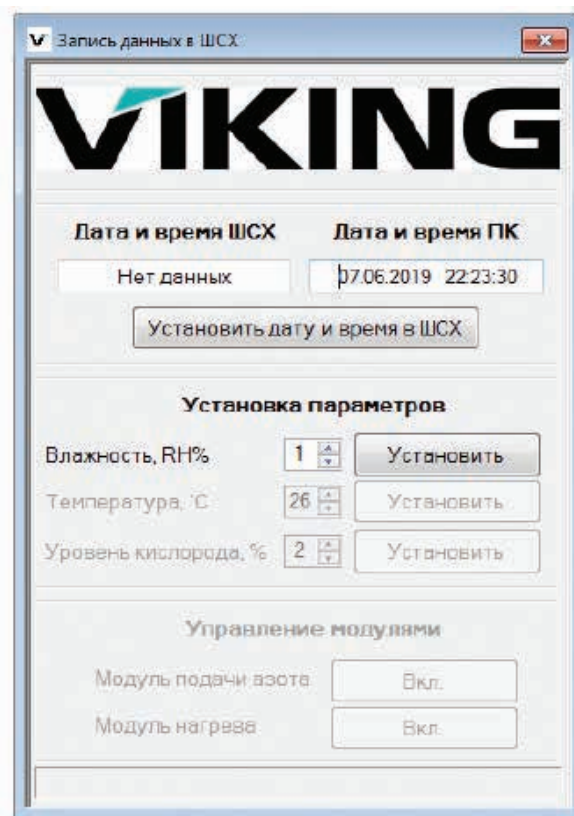 Запись данных в ШСХ
VIKING
Дата и время ШСХ Дата и время ПК
Нет данных 07.06.2019 22:23:30
Установить дату и время в ШСХ
Установка параметров
Влажность, RH% 1 Установить
Температура, °C 26 Установить
Уровень кислорода, % 2 Установить
Управление модулями
Модуль подачи азота Вкл.
Модуль нагрева Вкл.